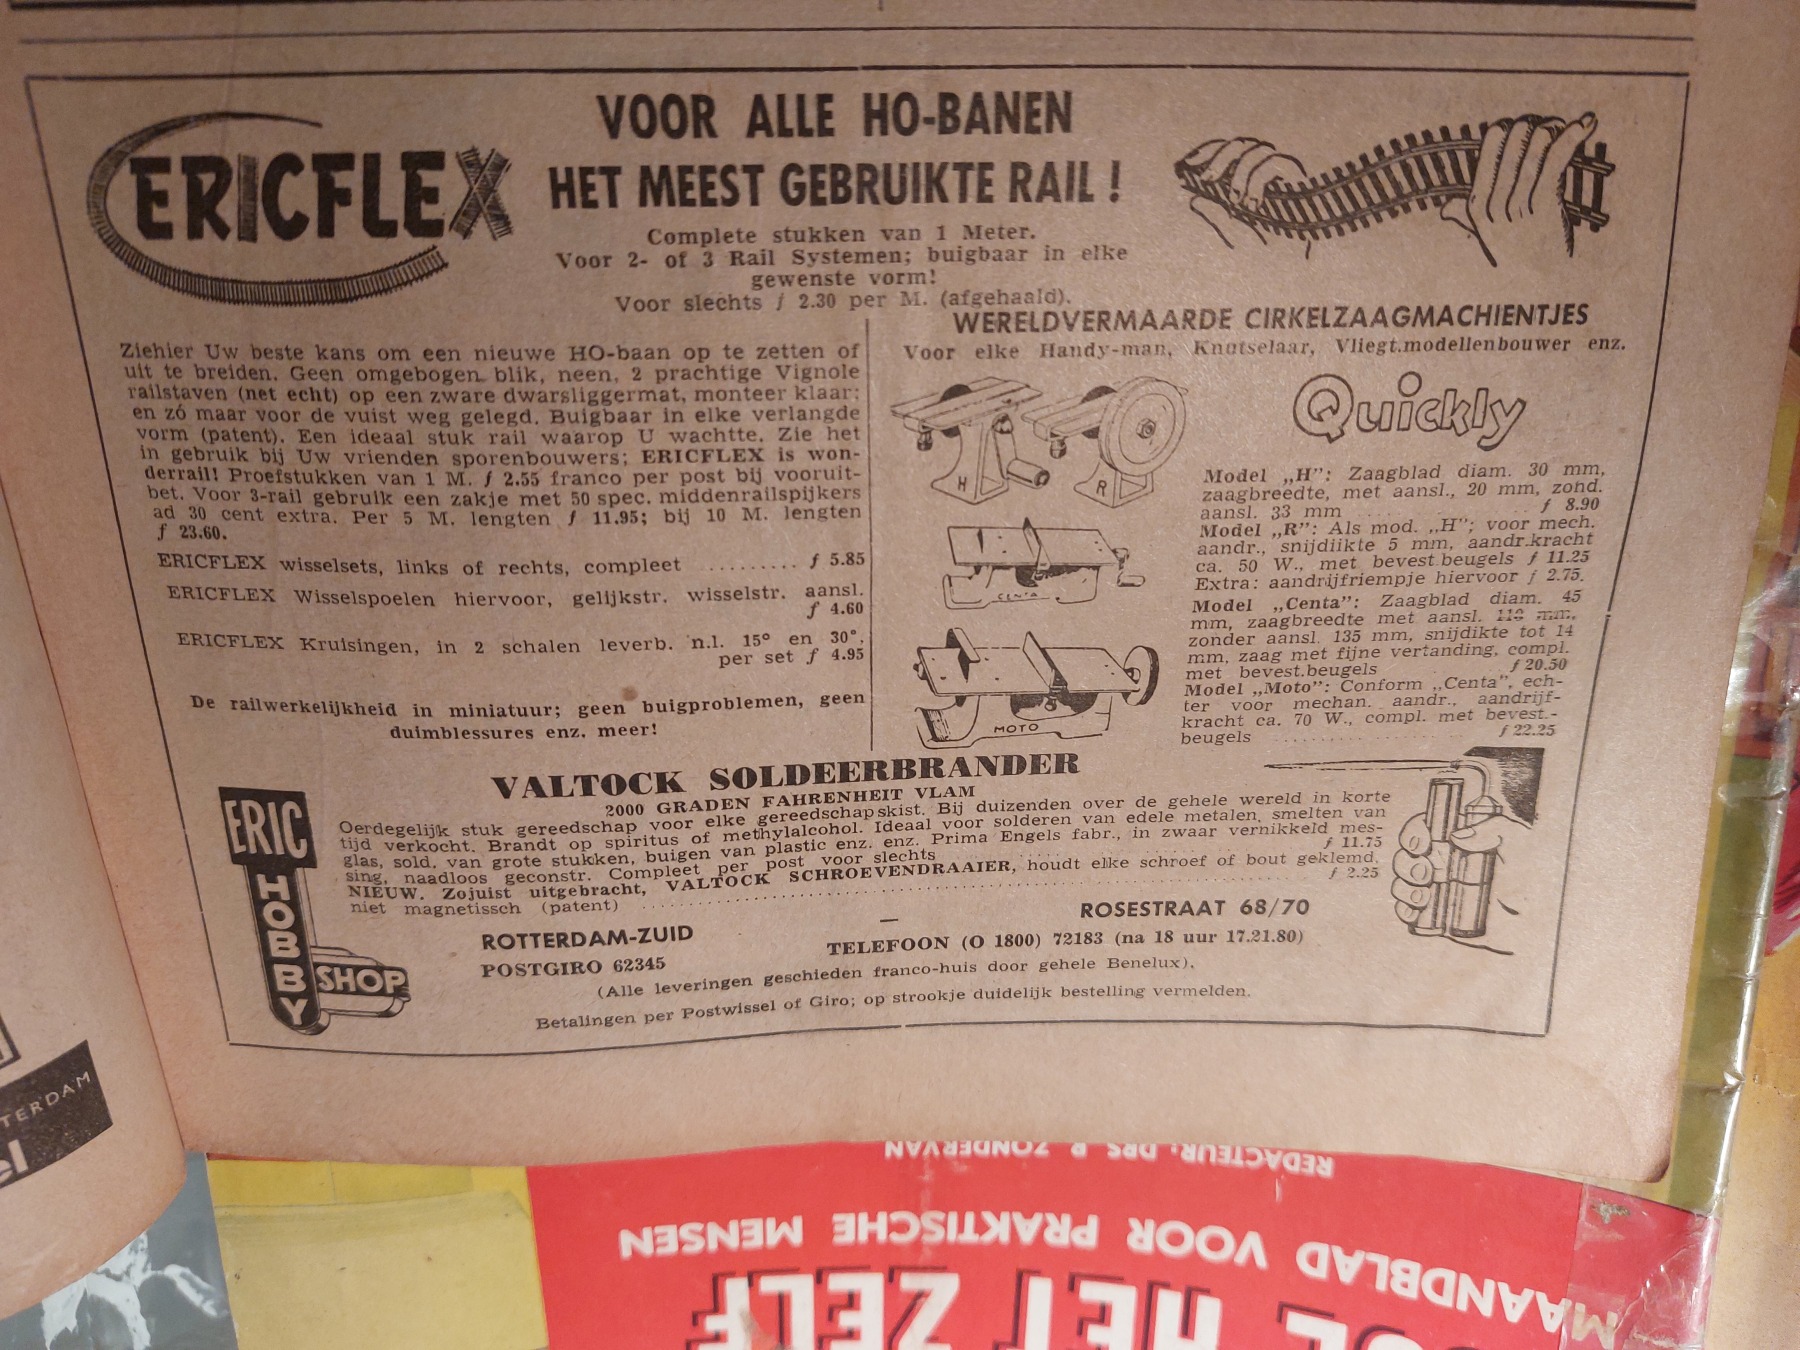 ERICFLEX
VOOR ALLE HO-BANEN
HET MEEST GEBRUIKTE RAIL !
Complete stukken van 1 Meter.
Voor 2- of 3 Rail Systemen; buigbaar in elke
gewenste vorm!
Voor slechts f 2.30 per M. (afgehaald).
Ziehier Uw beste kans om een nieuwe HO-baan op te zetten of
uit te breiden. Geen omgebogen blik, neen, 2 prachtige Vignole
railstaven (net echt) op een zware dwarsliggermat, monteer klaar;
en zó maar voor de vuist weg gelegd. Buigbaar in elke verlangde
vorm (patent). Een ideaal stuk rail waarop U wachtte. Zie het
in gebruik bij Uw vrienden sporenbouwers; ERICFLEX is won-
derrail! Proefstukken van 1 M. f 2.55 franco per post bij vooruit-
bet. Voor 3-rail gebruik een zakje met 50 spec. middenrailspijkers
ad 30 cent extra. Per 5 M. lengten f 11.95; bij 10 M. lengten
f 23.60.
ERICFLEX wisselsets, links of rechts, compleet ......... f 5.85
ERICFLEX Wisselspoelen hiervoor, gelijkstr. wisselstr. aansl.
f 4.60
ERICFLEX Kruisingen, in 2 schalen leverb. n.l. 15° en 30°.
per set f 4.95
De railwerkelijkheid in miniatuur; geen buigproblemen, geen
duimblessures enz. meer!
WERELDVERMAARDE CIRKELZAAGMACHIENTJES
Voor elke Handy-man, Knutselaar, Vliegt.modellenbouwer enz.
Quickly
H
R
CENTA
MOTO
Model „H": Zaagblad diam. 30 mm,
zaagbreedte, met aansl., 20 mm, zond.
aansl. 33 mm ............ f 8.90
Model „R": Als mod. „H"; voor mech.
aandr., snijdiikte 5 mm, aandr.kracht
ca. 50 W., met bevest.beugels f 11.25
Extra: aandrijfriempje hiervoor f 2.75.
Model „Centa": Zaagblad diam. 45
mm, zaagbreedte met aansl. mm,
zonder aansl. 135 mm, snijdikte tot 14
mm, zaag met fijne vertanding, compl.
met bevest.beugels f 20.50
Model „Moto": Conform „Centa", ech-
ter voor mechan. aandr., aandrijf-
kracht ca. 70 W., compl. met bevest.-
beugels .................. f 22.25
VALTOCK SOLDEERBRANDER
2000 GRADEN FAHRENHEIT VLAM
Oerdegelijk stuk gereedschap voor elke gereedschapskist. Bij duizenden over de gehele wereld in korte
tijd verkocht. Brandt op spiritus of methylalcohol. Ideaal voor solderen van edele metalen, smelten van
glas, sold. van grote stukken, buigen van plastic enz. enz. Prima Engels fabr., in zwaar vernikkeld mes-
sing, naadloos geconstr. Compleet per post voor slechts .................. f 11.75
NIEUW. Zojuist uitgebracht, VALTOCK SCHROEVENDRAAIER, houdt elke schroef of bout geklemd,
niet magnetissch (patent) .................. f 2.25
ERIC
HOBBY
SHOP
ROTTERDAM-ZUID
ROSESTRAAT 68/70
POSTGIRO 62345
TELEFOON (O 1800) 72183 (na 18 uur 17.21.80)
(Alle leveringen geschieden franco-huis door gehele Benelux).
Betalingen per Postwissel of Giro; op strookje duidelijk bestelling vermelden.
TERDAM
el
REDACTEUR: DRS. P. ZONDERVAN
MAANDBLAD VOOR PRAKTISCHE MENSEN
HET ZELF